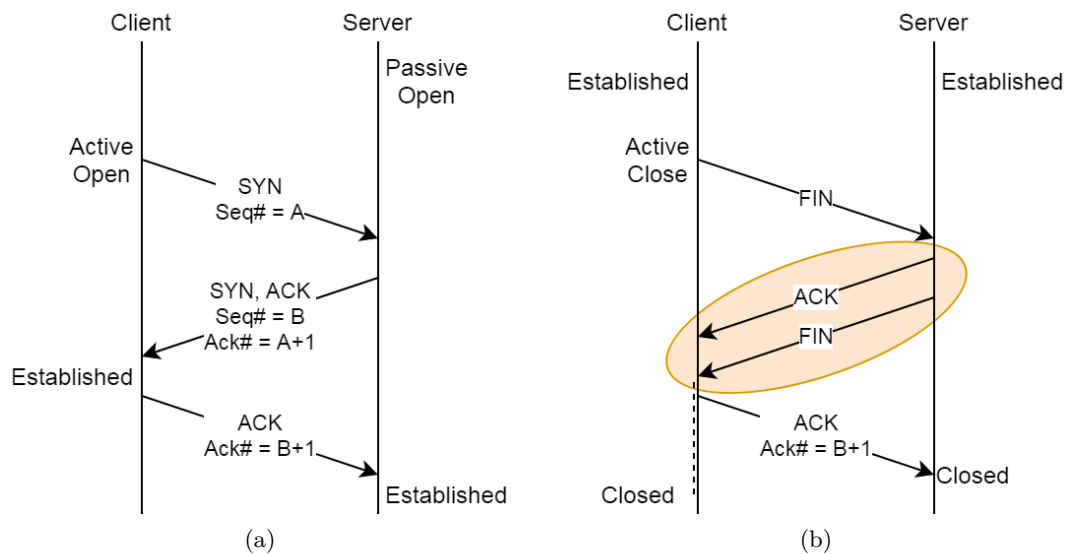 Client
Server
Passive
Open
Active
Open
SYN
Seq# = A
SYN, ACK
Seq# = B
Ack# = A+1
Established
ACK
Ack# = B+1
Established
(a)
Client
Server
Established
Established
Active
Close
FIN
ACK
FIN
ACK
Ack# = B+1
Closed
Closed
(b)